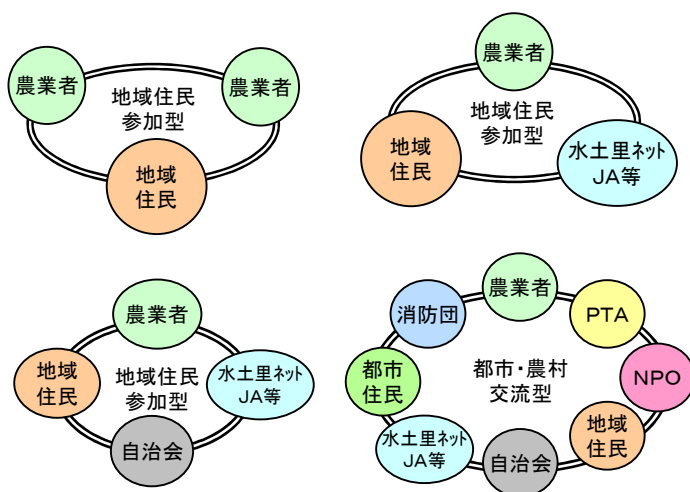 農業者
農業者
地域住民
参加型
地域
住民
農業者
地域住民
参加型
地域
住民
水土里ネット
JA等
農業者
地域
住民
地域住民
参加型
水土里ネット
JA等
自治会
農業者
消防団
PTA
都市
住民
都市・農村
交流型
NPO
水土里ネット
JA等
地域
住民
自治会